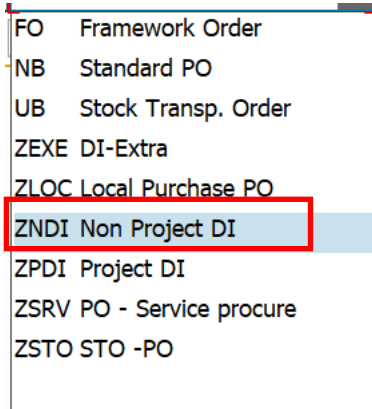 FO Framework Order
NB Standard PO
UB Stock Transp. Order
ZEXE DI-Extra
ZLOC Local Purchase PO
ZNDI Non Project DI
ZPDI Project DI
ZSRV PO - Service procure
ZSTO STO -PO